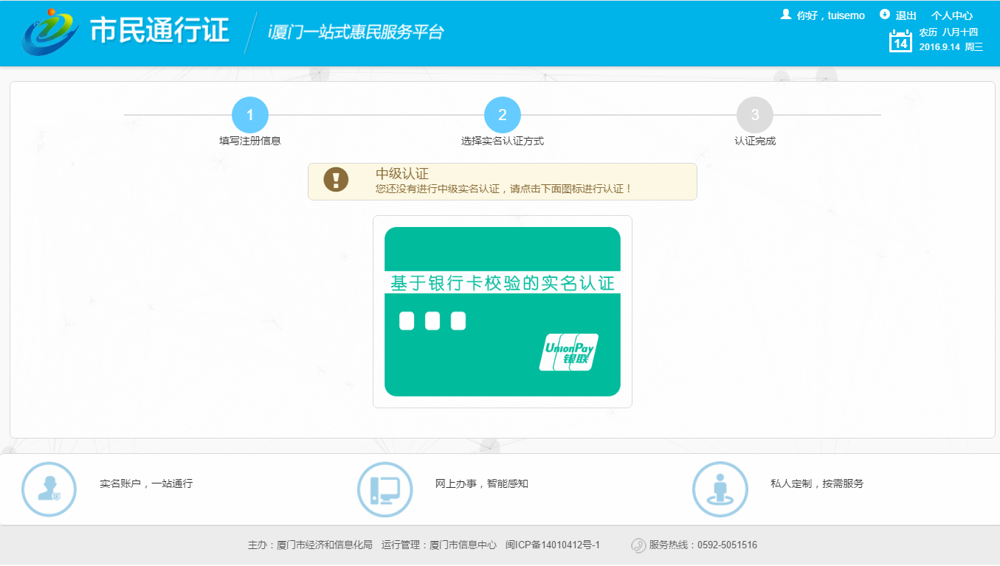 市民通行证
i厦门一站式惠民服务平台
你好，tuisemo 退出 个人中心
14
农历 八月十四
2016.9.14 周三
1
2
3
填写注册信息
选择实名认证方式
认证完成
中级认证
您还没有进行中级实名认证，请点击下面图标进行认证！
基于银行卡校验的实名认证
UnionPay
银联
实名账户，一站通行
网上办事，智能感知
私人定制，按需服务
主办：厦门市经济和信息化局 运行管理：厦门市信息中心 闽ICP备14010412号-1 服务热线：0592-5051516